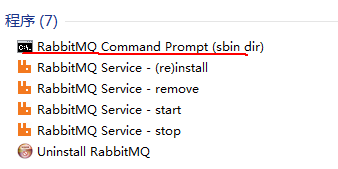 程序 (7)
RabbitMQ Command Prompt (sbin dir)
RabbitMQ Service - (re)install
RabbitMQ Service - remove
RabbitMQ Service - start
RabbitMQ Service - stop
Uninstall RabbitMQ